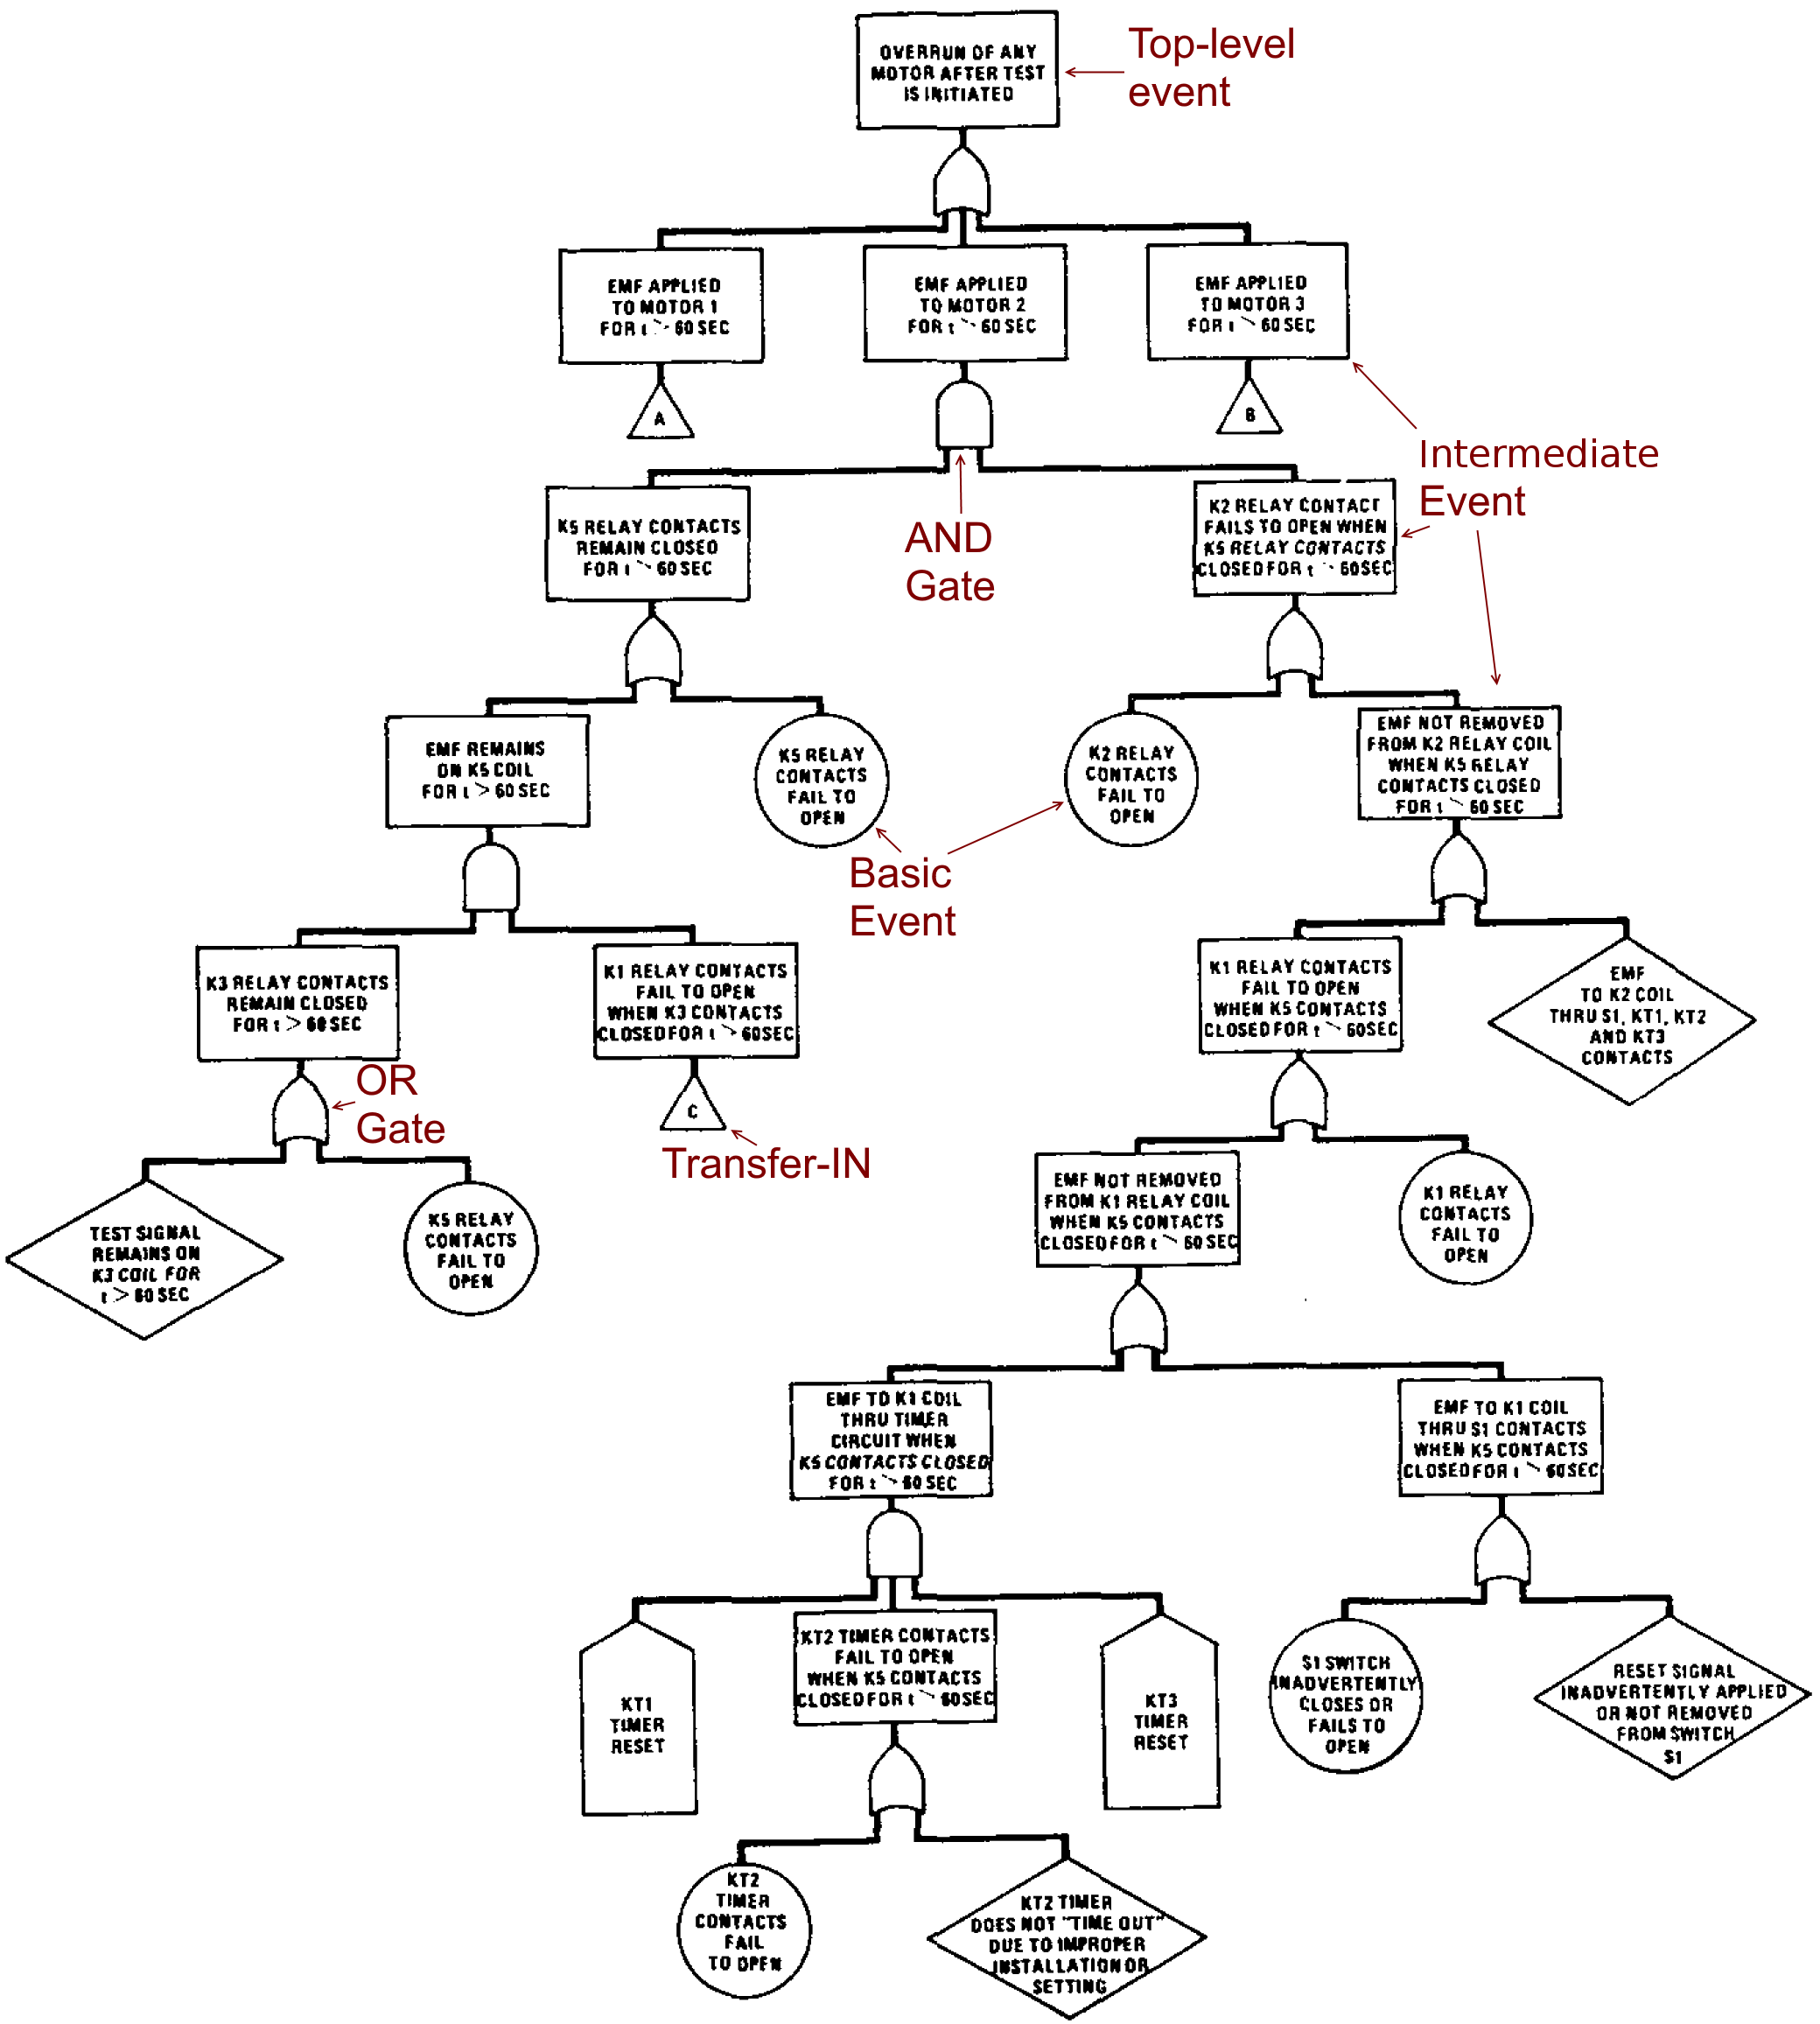 OVERRUN OF ANY
MOTOR AFTER TEST
IS INITIATED
Top-level
event
EMF APPLIED
TO MOTOR 1
FOR t > 60 SEC
EMF APPLIED
TO MOTOR 2
FOR t > 60 SEC
EMF APPLIED
TO MOTOR 3
FOR t > 60 SEC
A
B
Intermediate
Event
AND
Gate
K5 RELAY CONTACTS
REMAIN CLOSED
FOR t > 60 SEC
K2 RELAY CONTACT
FAILS TO OPEN WHEN
K5 RELAY CONTACTS
CLOSED FOR t > 60 SEC
EMF REMAINS
ON K5 COIL
FOR t > 60 SEC
K5 RELAY
CONTACTS
FAIL TO
OPEN
K2 RELAY
CONTACTS
FAIL TO
OPEN
EMF NOT REMOVED
FROM K2 RELAY COIL
WHEN K5 RELAY
CONTACTS CLOSED
FOR t > 60 SEC
Basic
Event
K3 RELAY CONTACTS
REMAIN CLOSED
FOR t > 60 SEC
K1 RELAY CONTACTS
FAIL TO OPEN
WHEN K3 CONTACTS
CLOSED FOR t > 60 SEC
K1 RELAY CONTACTS
FAIL TO OPEN
WHEN K5 CONTACTS
CLOSED FOR t > 60 SEC
EMF
TO K2 COIL
THRU S1, KT1, KT2
AND KT3
CONTACTS
OR
Gate
C
Transfer-IN
TEST SIGNAL
REMAINS ON
K3 COIL FOR
t > 60 SEC
K5 RELAY
CONTACTS
FAIL TO
OPEN
EMF NOT REMOVED
FROM K1 RELAY COIL
WHEN K5 CONTACTS
CLOSED FOR t > 60 SEC
K1 RELAY
CONTACTS
FAIL TO
OPEN
EMF TO K1 COIL
THRU TIMER
CIRCUIT WHEN
K5 CONTACTS CLOSED
FOR t > 60 SEC
EMF TO K1 COIL
THRU S1 CONTACTS
WHEN K5 CONTACTS
CLOSED FOR t > 60 SEC
KT1
TIMER
RESET
KT2 TIMER CONTACTS
FAIL TO OPEN
WHEN K5 CONTACTS
CLOSED FOR t > 60 SEC
KT3
TIMER
RESET
S1 SWITCH
INADVERTENTLY
CLOSES OR
FAILS TO
OPEN
RESET SIGNAL
INADVERTENTLY APPLIED
OR NOT REMOVED
FROM SWITCH
S1
KT2
TIMER
CONTACTS
FAIL
TO OPEN
KT2 TIMER
DOES NOT "TIME OUT"
DUE TO IMPROPER
INSTALLATION OR
SETTING